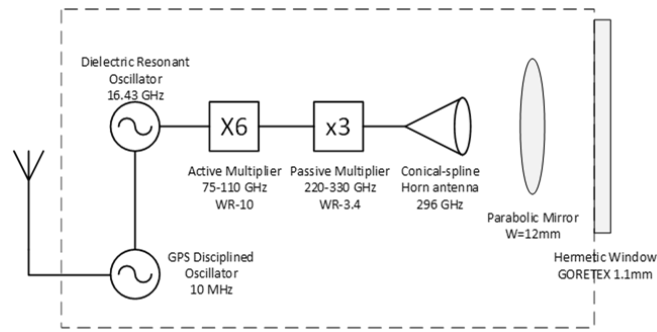 Dielectric Resonant
Oscillator
16.43 GHz
X6
x3
Active Multiplier
75-110 GHz
WR-10
Passive Multiplier
220-330 GHz
WR-3.4
Conical-spline
Horn antenna
296 GHz
Parabolic Mirror
W=12mm
Hermetic Window
GORETEX 1.1mm
GPS Disciplined
Oscillator
10 MHz